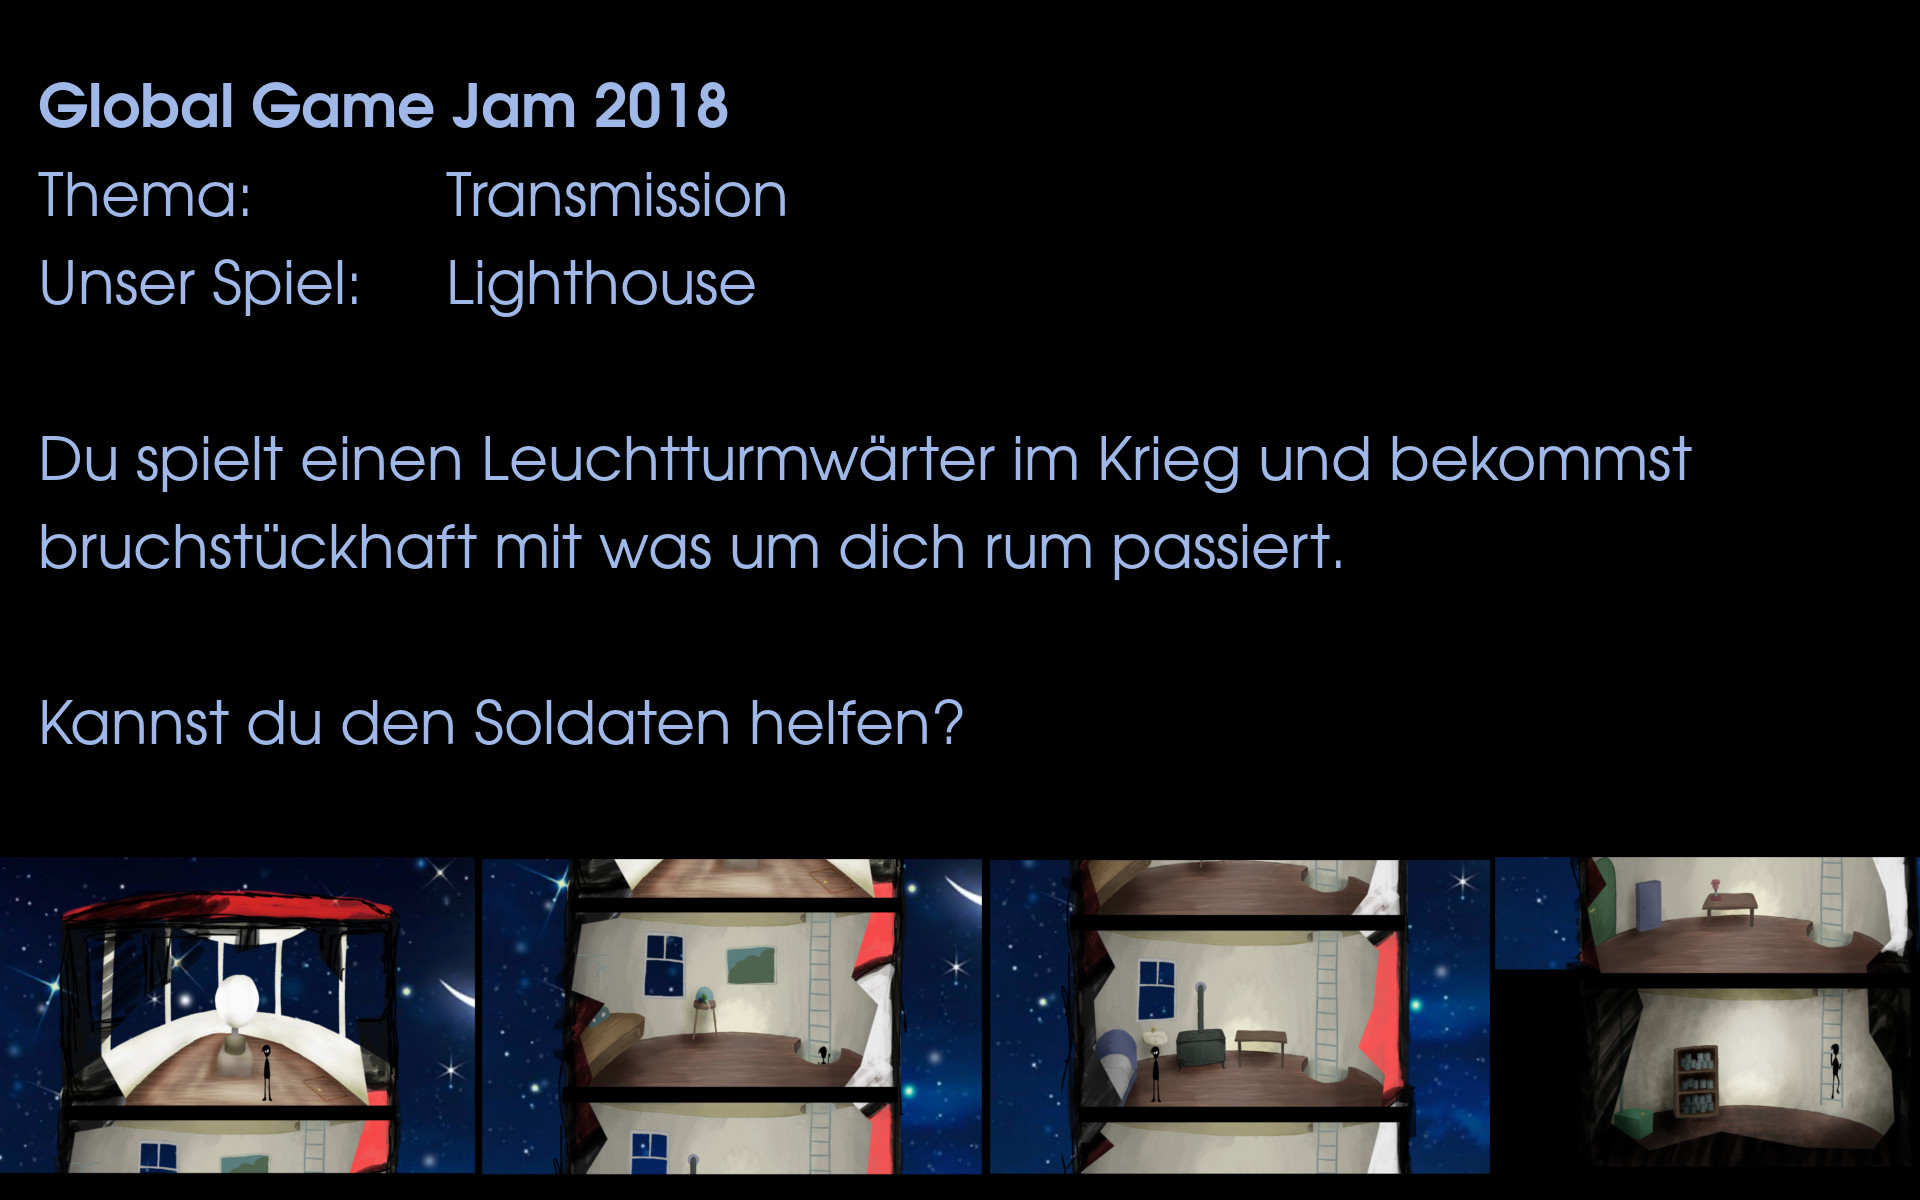 Global Game Jam 2018
Thema: Transmission
Unser Spiel: Lighthouse
Du spielt einen Leuchtturmwärter im Krieg und bekommst
bruchstückhaft mit was um dich rum passiert.
Kannst du den Soldaten helfen?